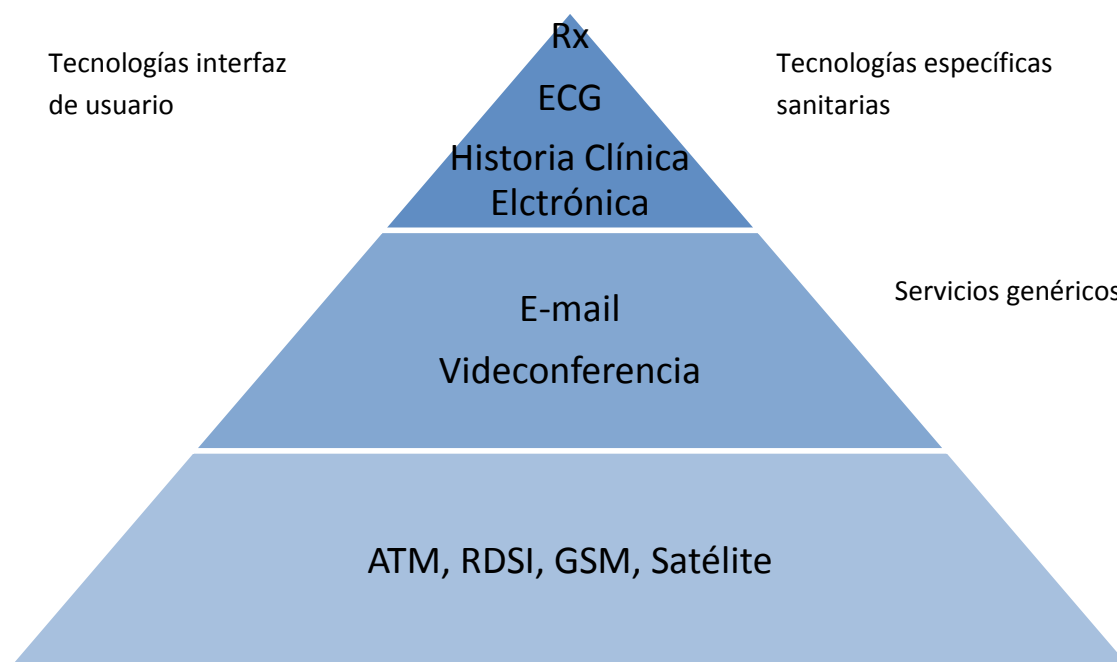 Tecnologías interfaz
de usuario
Rx
ECG
Historia Clínica
Elctrónica
Tecnologías específicas
sanitarias
E-mail
Videconferencia
Servicios genéricos
ATM, RDSI, GSM, Satélite